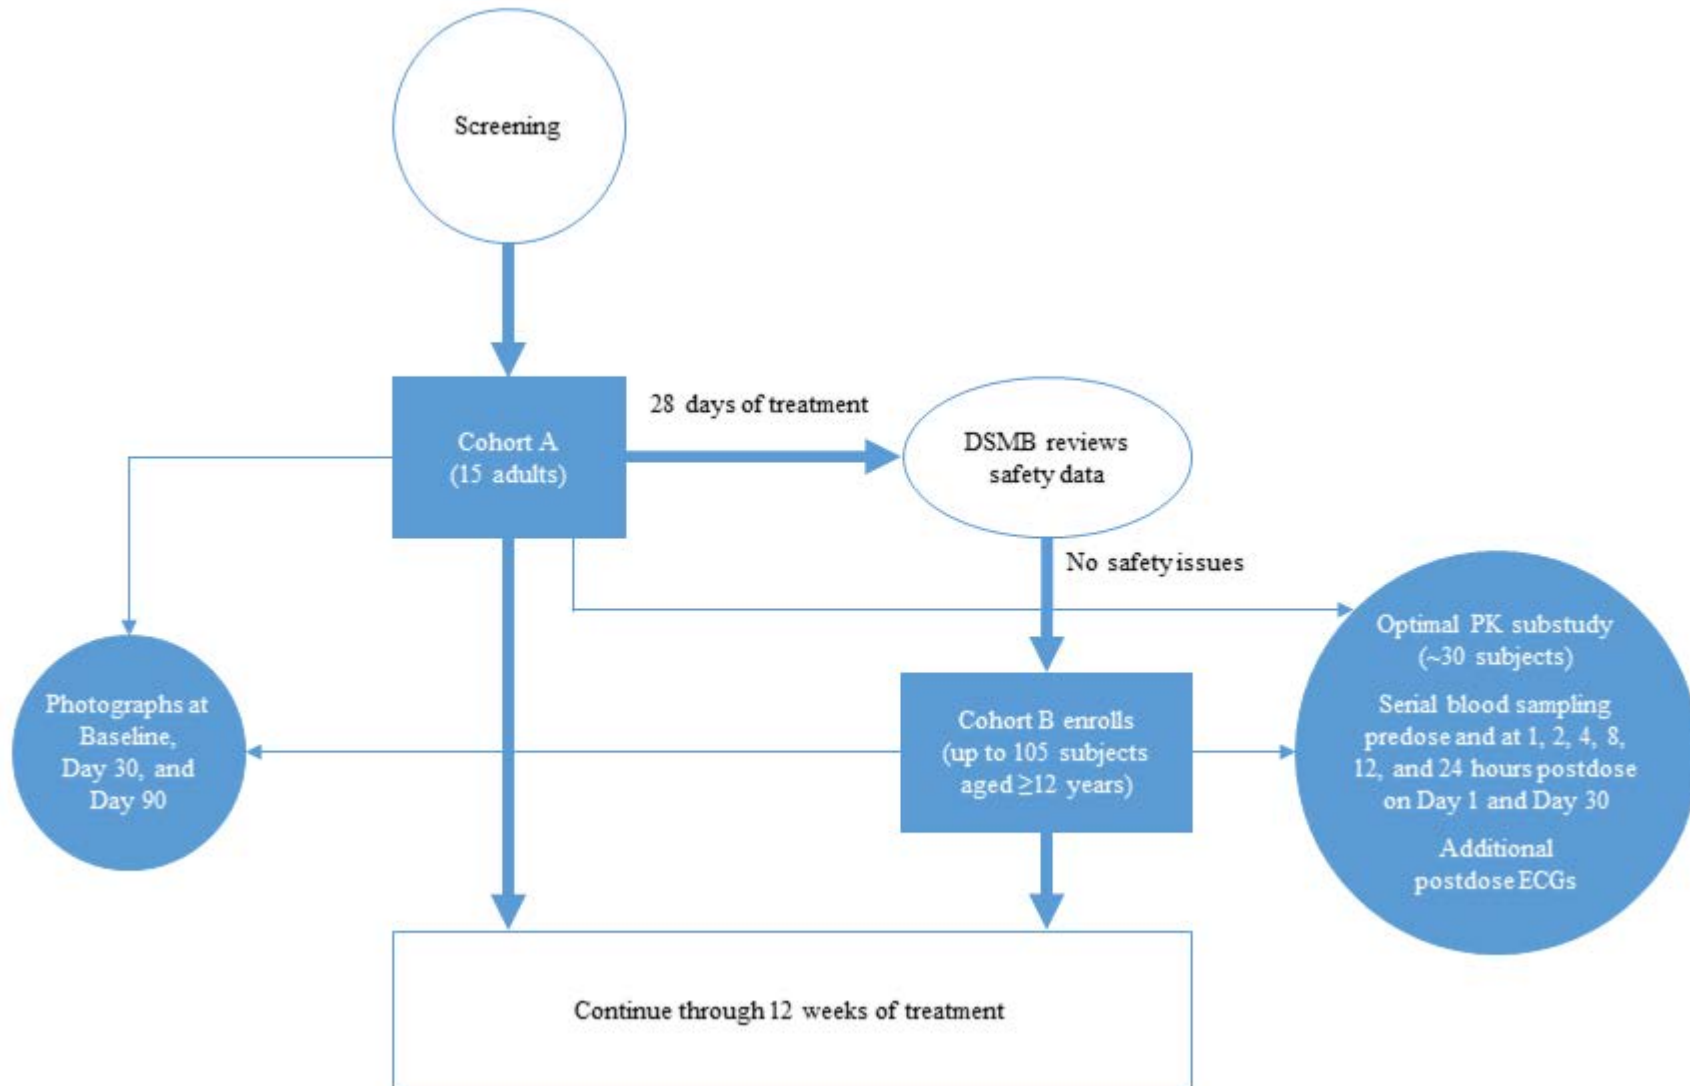 Screening
28 days of treatment
Cohort A
(15 adults)
DSMB reviews
safety data
No safety issues
Optimal PK substudy
(~30 subjects)
Serial blood sampling
predose and at 1, 2, 4, 8,
12, and 24 hours postdose
on Day 1 and Day 30
Additional
postdose ECGs
Photographs at
Baseline,
Day 30, and
Day 90
Cohort B enrolls
(up to 105 subjects
aged ≥12 years)
Continue through 12 weeks of treatment